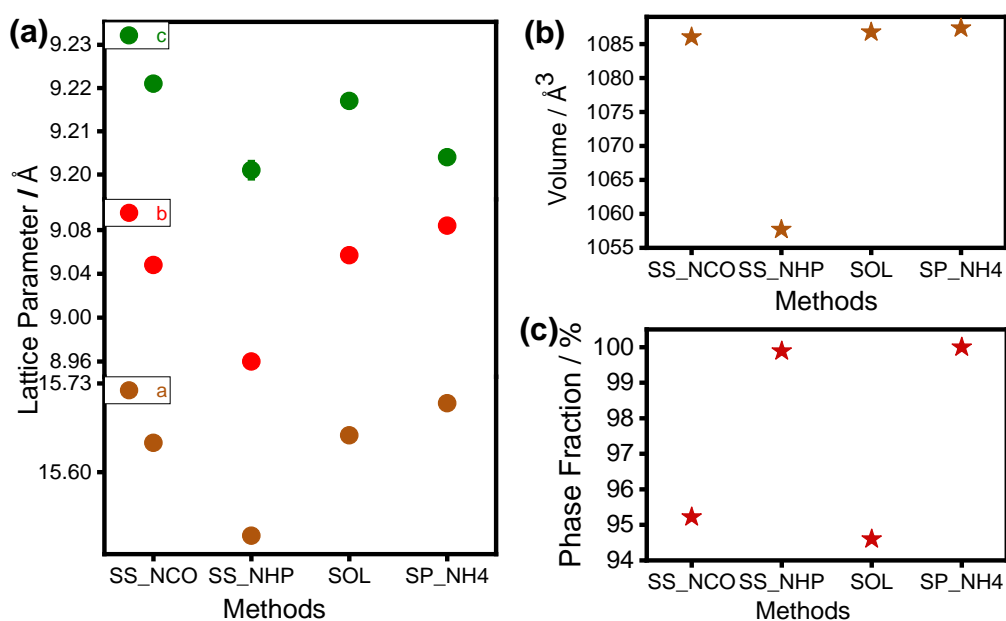 (a)
c
9.23
9.22
9.21
9.20
b
9.08
9.04
9.00
8.96
a
15.73
15.60
Lattice Parameter / Å
SS_NCO SS_NHP SOL SP_NH4
Methods
(b)
1085
1080
1075
1070
1065
1060
1055
Volume / Å³
SS_NCO SS_NHP SOL SP_NH4
Methods
(c)
100
99
98
97
96
95
94
Phase Fraction / %
SS_NCO SS_NHP SOL SP_NH4
Methods